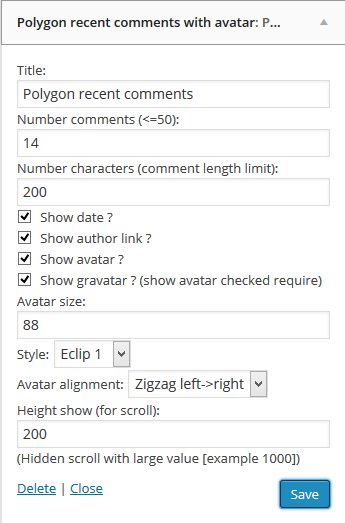 Polygon recent comments with avatar: P...
Title:
Polygon recent comments
Number comments (<=50):
14
Number characters (comment length limit):
200
Show date ?
Show author link ?
Show avatar ?
Show gravatar ? (show avatar checked require)
Avatar size:
88
Style: Eclip 1
Avatar alignment: Zigzag left->right
Height show (for scroll):
200
(Hidden scroll with large value [example 1000])
Delete | Close Save